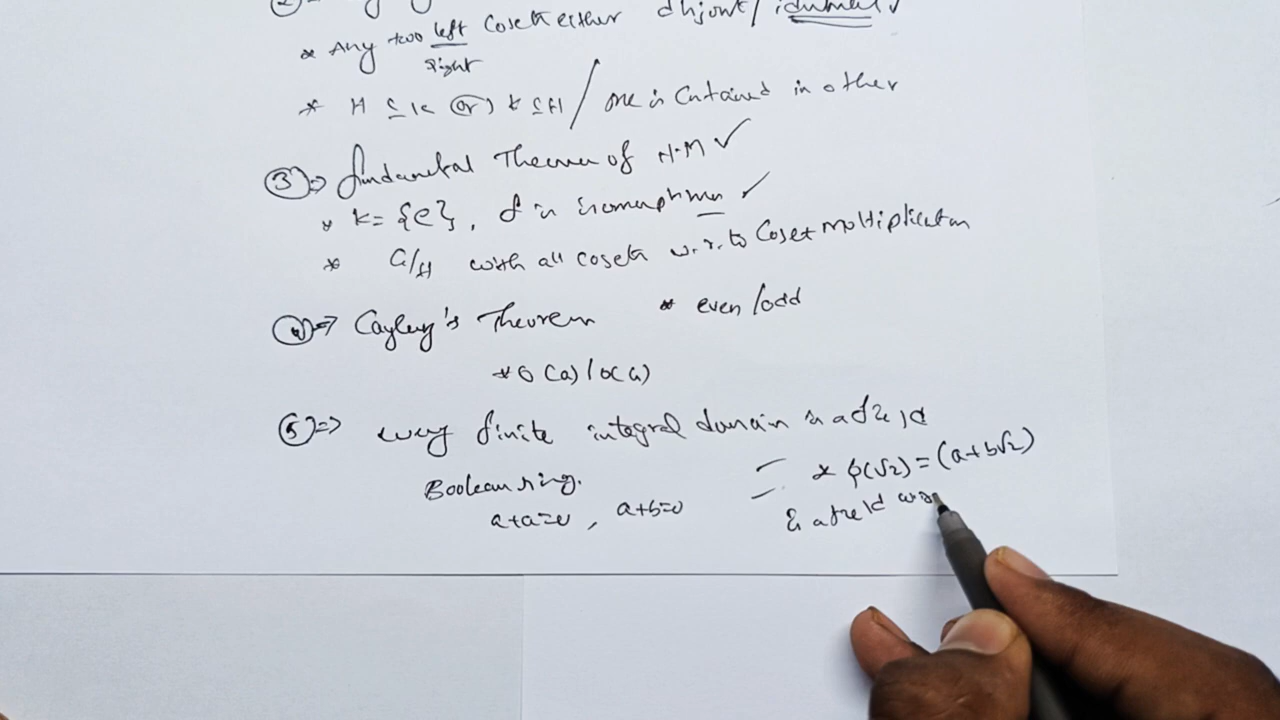 * Any two left cosets either disjoint / identical ✓
right
* H ⊆ K (or) K ⊆ H / one is contained in other
③⇒ fundamental Theorem of H.M ✓
* K = {e}, f is isomorphism ✓
* G/H with all cosets w.r.to Coset multiplication
④⇒ Cayley's Theorem * even/odd
* O(a) / O(G)
⑤⇒ every finite integral domain is a field
Boolean ring. * Q(√2) = (a+b√2)
a+a=0, a+b=0 is a field w.r